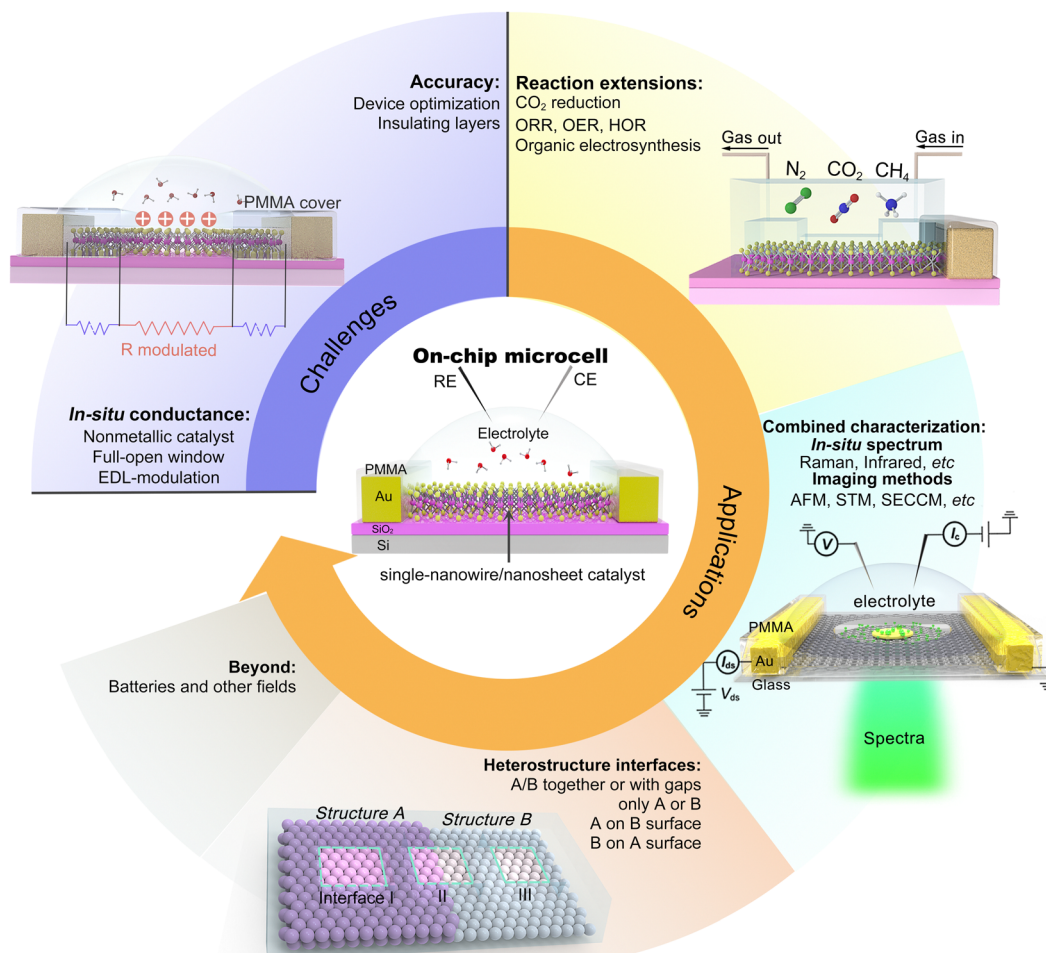 Accuracy:
Device optimization
Insulating layers
PMMA cover
R modulated
In-situ conductance:
Nonmetallic catalyst
Full-open window
EDL-modulation
Challenges
Reaction extensions:
CO₂ reduction
ORR, OER, HOR
Organic electrosynthesis
Gas out
Gas in
N₂
CO₂
CH₄
On-chip microcell
RE
CE
Electrolyte
PMMA
Au
SiO₂
Si
single-nanowire/nanosheet catalyst
Applications
Combined characterization:
In-situ spectrum
Raman, Infrared, etc
Imaging methods
AFM, STM, SECCM, etc
V
Ic
electrolyte
PMMA
Au
Glass
Ids
Vds
Spectra
Heterostructure interfaces:
A/B together or with gaps
only A or B
A on B surface
B on A surface
Structure A
Structure B
Interface I
II
III
Beyond:
Batteries and other fields